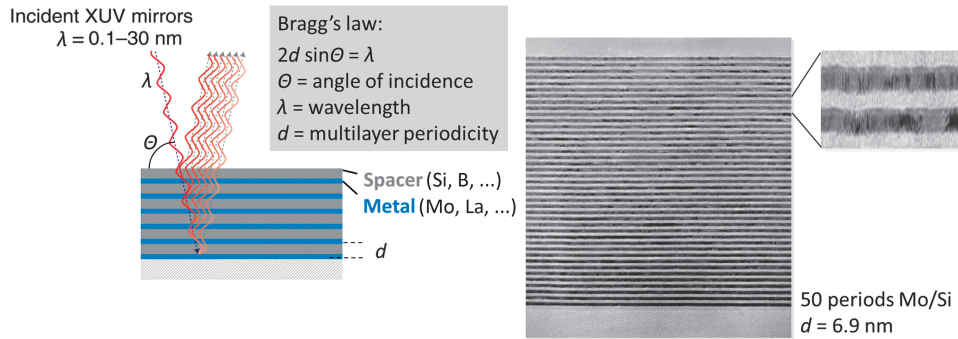 Incident XUV mirrors
λ = 0.1–30 nm
λ
Θ
Bragg's law:
2d sinΘ = λ
Θ = angle of incidence
λ = wavelength
d = multilayer periodicity
Spacer (Si, B, ...)
Metal (Mo, La, ...)
d
50 periods Mo/Si
d = 6.9 nm